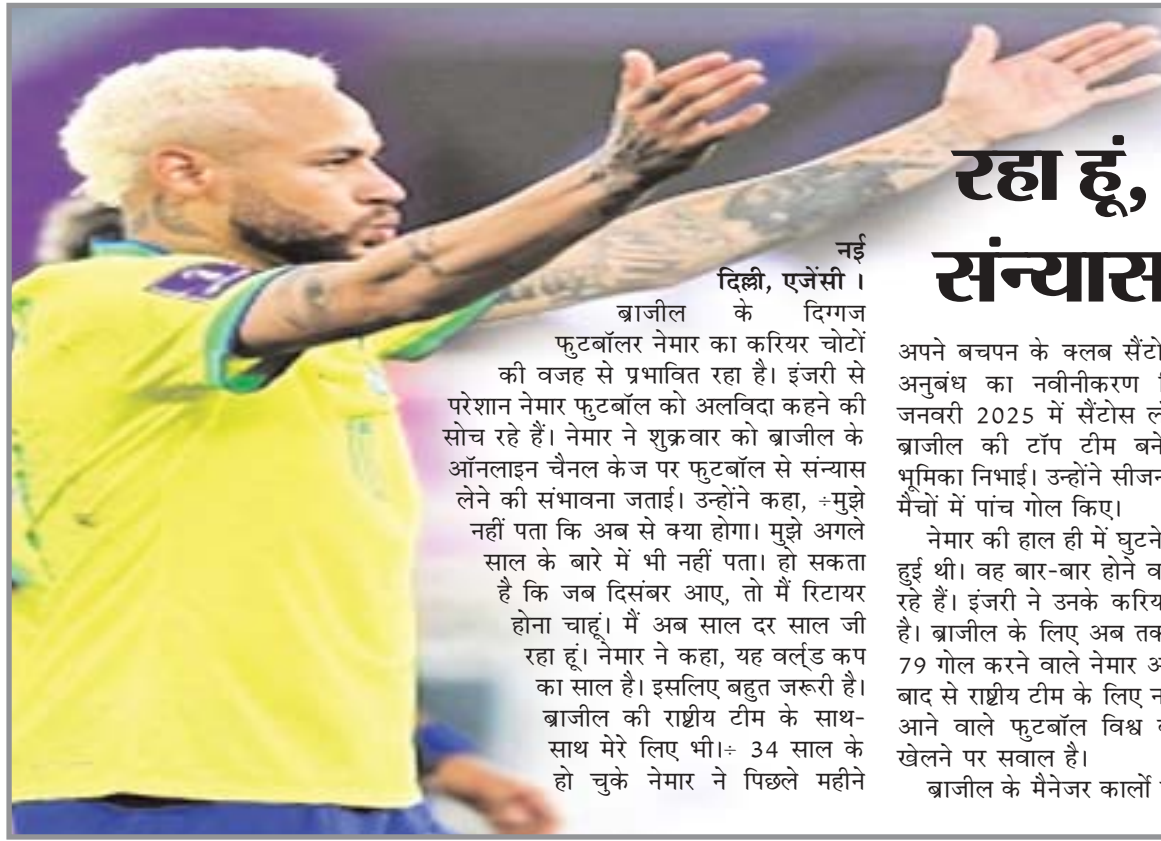 रहा हूं,
संन्यास
नई
दिल्ली, एजेंसी ।
ब्राजील के दिग्गज
फुटबॉलर नेमार का करियर चोटों
की वजह से प्रभावित रहा है। इंजरी से
परेशान नेमार फुटबॉल को अलविदा कहने की
सोच रहे हैं। नेमार ने शुक्रवार को ब्राजील के
ऑनलाइन चैनल केज पर फुटबॉल से संन्यास
लेने की संभावना जताई। उन्होंने कहा, ÷मुझे
नहीं पता कि अब से क्या होगा। मुझे अगले
साल के बारे में भी नहीं पता। हो सकता
है कि जब दिसंबर आए, तो मैं रिटायर
होना चाहूं। मैं अब साल दर साल जी
रहा हूं। नेमार ने कहा, यह वर्ल्ड कप
का साल है। इसलिए बहुत जरूरी है।
ब्राजील की राष्ट्रीय टीम के साथ-
साथ मेरे लिए भी।÷ 34 साल के
हो चुके नेमार ने पिछले महीने
अपने बचपन के क्लब
अनुबंध का नवीनीकरण
जनवरी 2025 में सैंटोस
ब्राजील की टॉप टीम
भूमिका निभाई। उन्होंने
मैचों में पांच गोल किए।
नेमार की हाल ही में घुटने
हुई थी। वह बार-बार होने
रहे हैं। इंजरी ने उनके
है। ब्राजील के लिए अब तक
79 गोल करने वाले नेमार
बाद से राष्ट्रीय टीम के लिए
आने वाले फुटबॉल विश्व
खेलने पर सवाल है।
ब्राजील के मैनेजर कार्लो